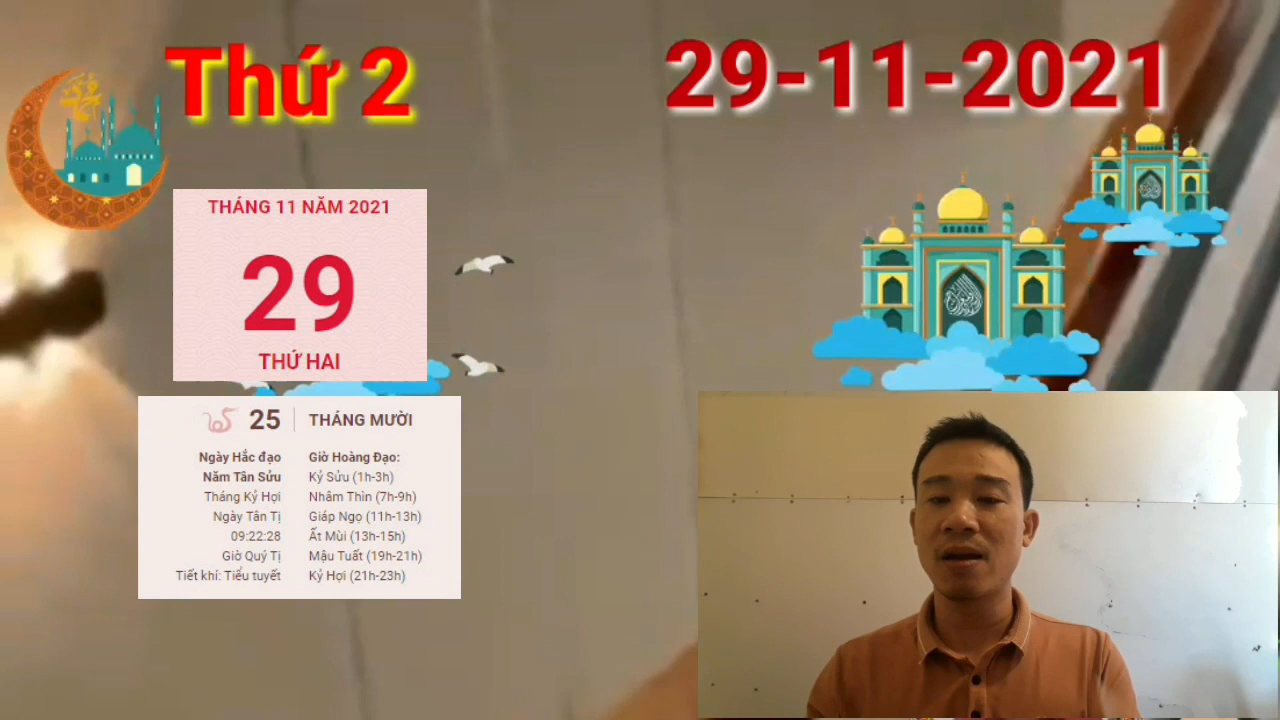 Thứ 2
29-11-2021
THÁNG 11 NĂM 2021
29
THỨ HAI
25
THÁNG MƯỜI
Ngày Hắc đạo
Năm Tân Sửu
Tháng Kỷ Hợi
Ngày Tân Tị
09:22:28
Giờ Quý Tị
Tiết khí: Tiểu tuyết
Giờ Hoàng Đạo:
Kỷ Sửu (1h-3h)
Nhâm Thìn (7h-9h)
Giáp Ngọ (11h-13h)
Ất Mùi (13h-15h)
Mậu Tuất (19h-21h)
Kỷ Hợi (21h-23h)